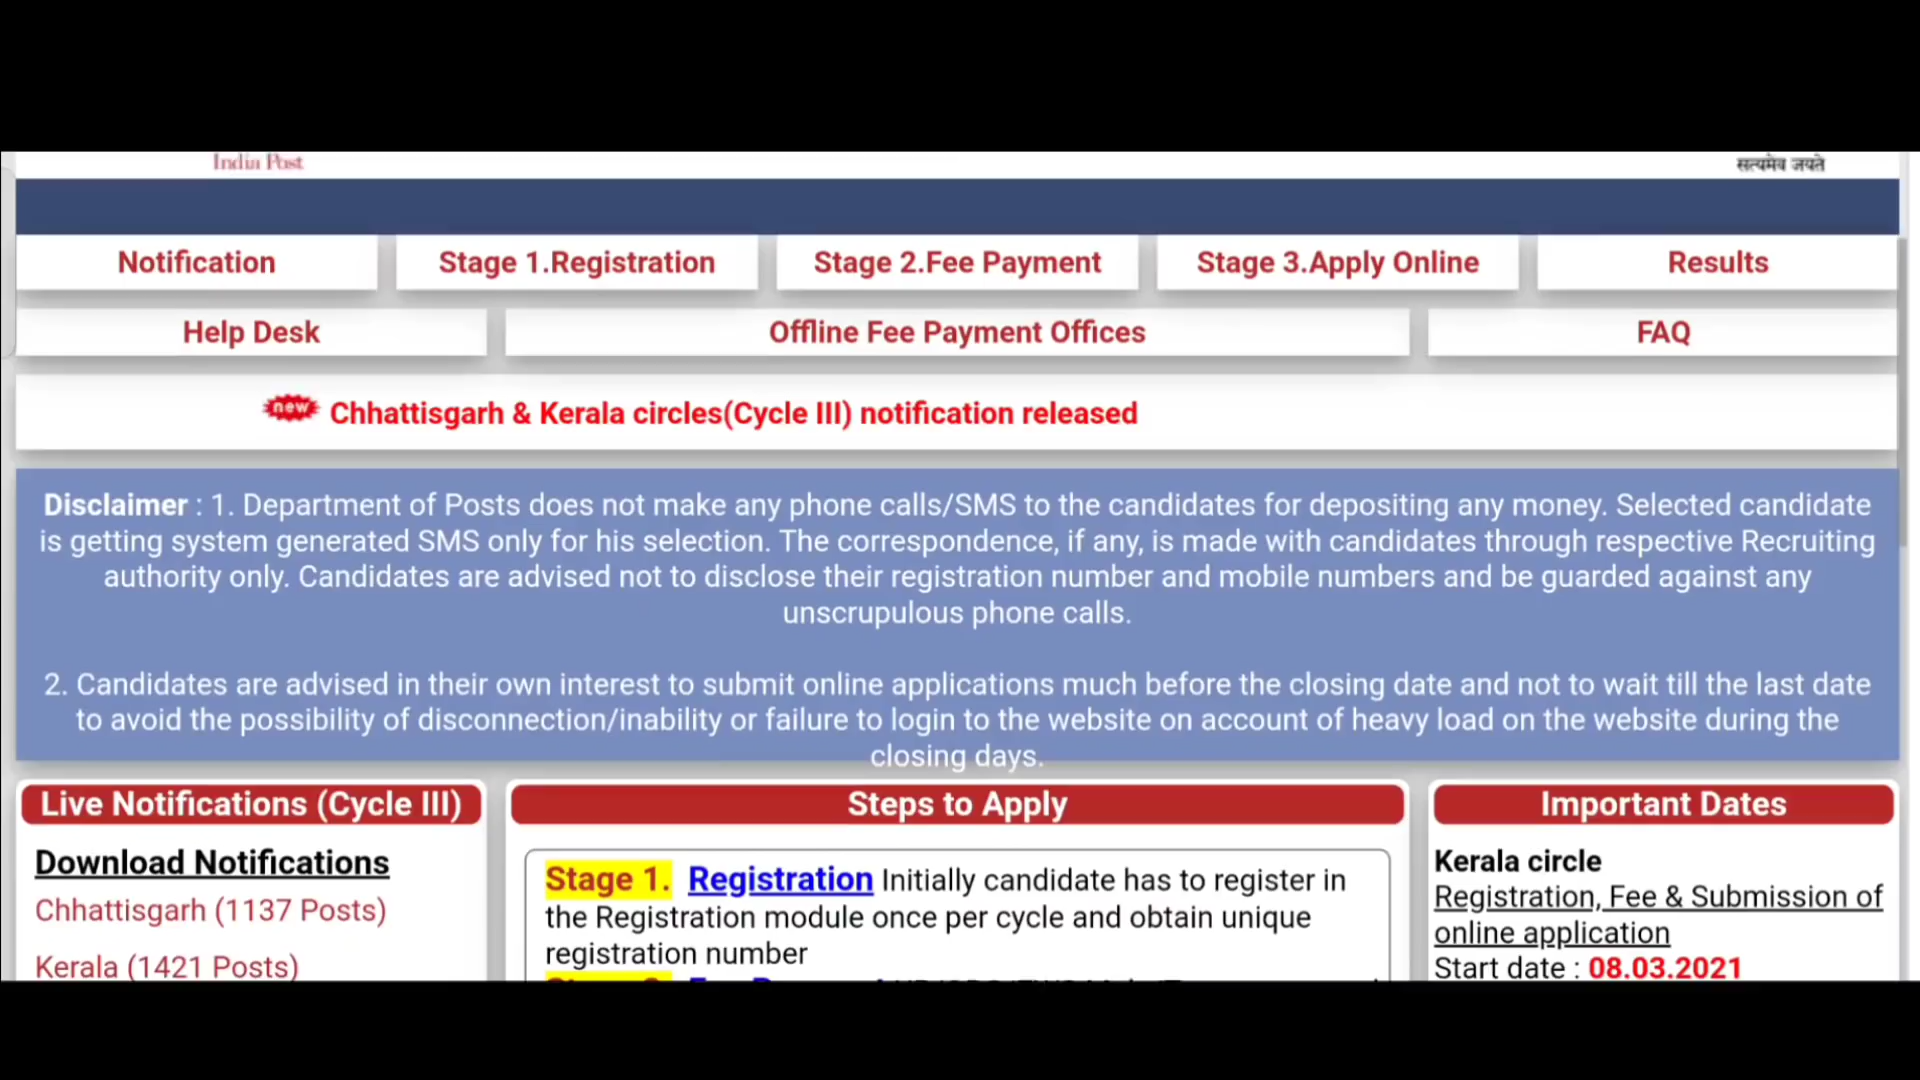 India Post
सत्यमेव जयते
Notification
Stage 1.Registration
Stage 2.Fee Payment
Stage 3.Apply Online
Results
Help Desk
Offline Fee Payment Offices
FAQ
new Chhattisgarh & Kerala circles(Cycle III) notification released
Disclaimer : 1. Department of Posts does not make any phone calls/SMS to the candidates for depositing any money. Selected candidate
is getting system generated SMS only for his selection. The correspondence, if any, is made with candidates through respective Recruiting
authority only. Candidates are advised not to disclose their registration number and mobile numbers and be guarded against any
unscrupulous phone calls.
2. Candidates are advised in their own interest to submit online applications much before the closing date and not to wait till the last date
to avoid the possibility of disconnection/inability or failure to login to the website on account of heavy load on the website during the
closing days.
Live Notifications (Cycle III)
Download Notifications
Chhattisgarh (1137 Posts)
Kerala (1421 Posts)
Steps to Apply
Stage 1. Registration Initially candidate has to register in
the Registration module once per cycle and obtain unique
registration number
Important Dates
Kerala circle
Registration, Fee & Submission of
online application
Start date : 08.03.2021